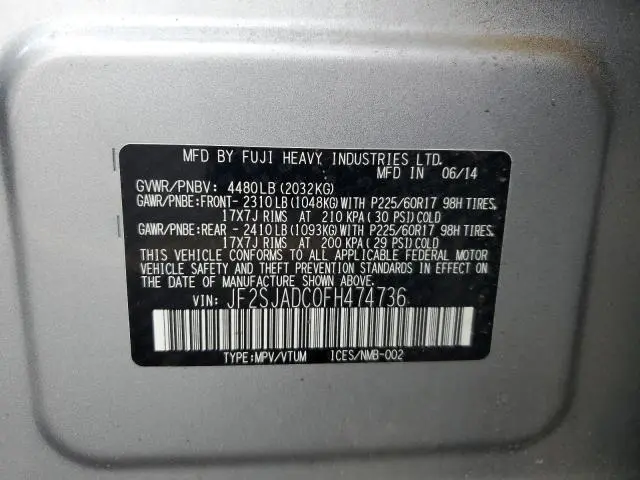 MFD BY FUJI HEAVY INDUSTRIES LTD.
MFD IN 06/14
GVWR/PNBV: 4480LB(2032KG)
GAWR/PNBE:FRONT- 2310LB(1048KG)WITH P225/60R17 98H TIRES,
17X7J RIMS AT 210 KPA(30 PSI)COLD
GAWR/PNBE:REAR - 2410LB(1093KG)WITH P225/60R17 98H TIRES,
17X7J RIMS AT 200 KPA(29 PSI)COLD
THIS VEHICLE CONFORMS TO ALL APPLICABLE FEDERAL MOTOR
VEHICLE SAFETY AND THEFT PREVENTION STANDARDS IN EFFECT
ON THE DATE OF MANUFACTURE SHOWN ABOVE.
VIN: JF2SJADC0FH474736
TYPE:MPV/VTUM ICES/NMB-002